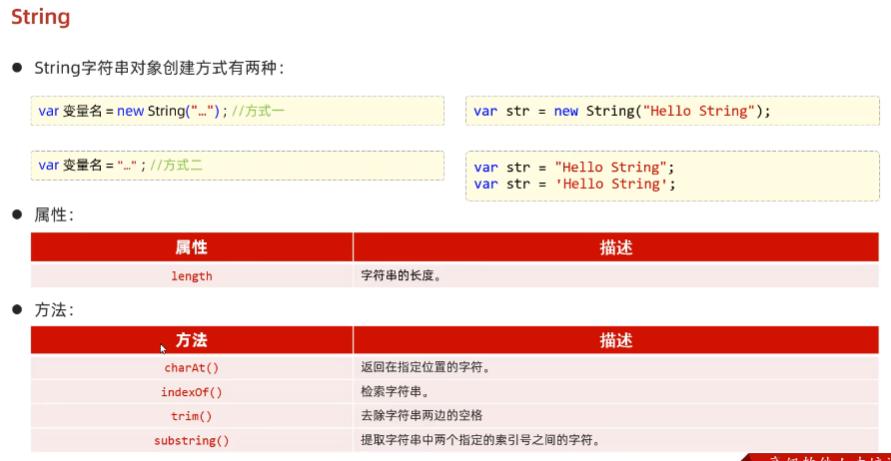 String
String字符串对象创建方式有两种：
var 变量名 = new String("…") ; //方式一
var str = new String("Hello String");
var 变量名 = "…" ; //方式二
var str = "Hello String";
var str = 'Hello String';
属性：
属性 描述
length 字符串的长度。
方法：
方法 描述
charAt() 返回在指定位置的字符。
indexOf() 检索字符串。
trim() 去除字符串两边的空格
substring() 提取字符串中两个指定的索引号之间的字符。